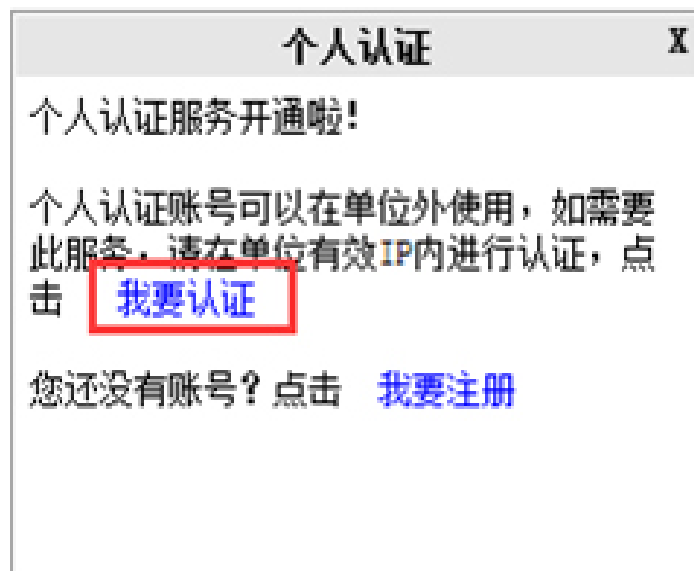 个人认证 X
个人认证服务开通啦！
个人认证账号可以在单位外使用，如需要
此服务，请在单位有效IP内进行认证，点
击 我要认证
您还没有账号？点击 我要注册